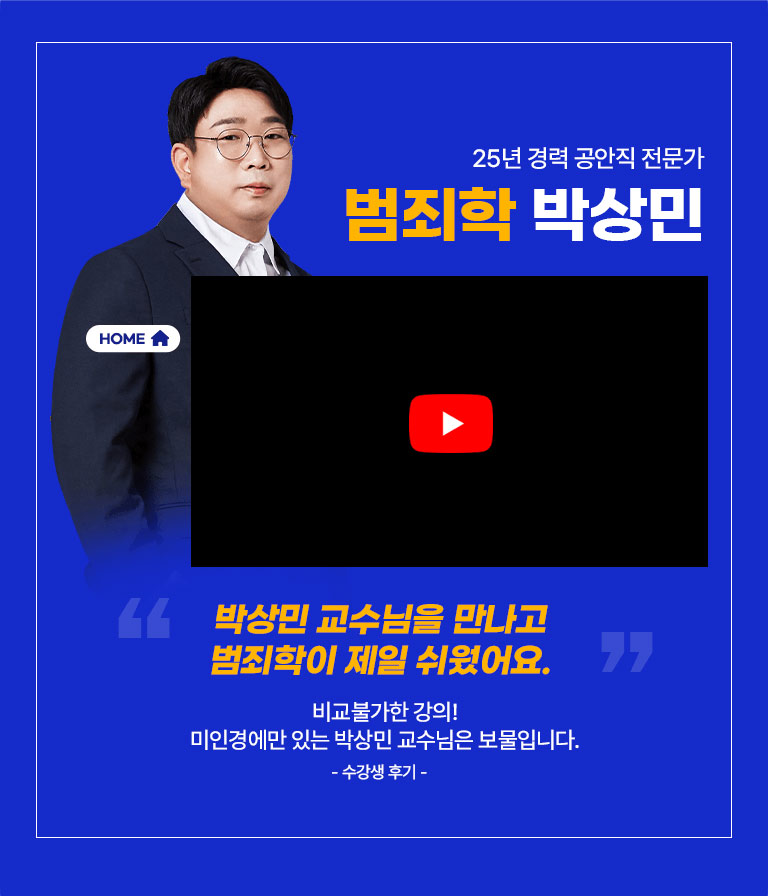 25년 경력 공안직 전문가
범죄학 박상민
HOME
“ 박상민 교수님을 만나고
범죄학이 제일 쉬웠어요. ”
비교불가한 강의!
미인경에만 있는 박상민 교수님은 보물입니다.
- 수강생 후기 -